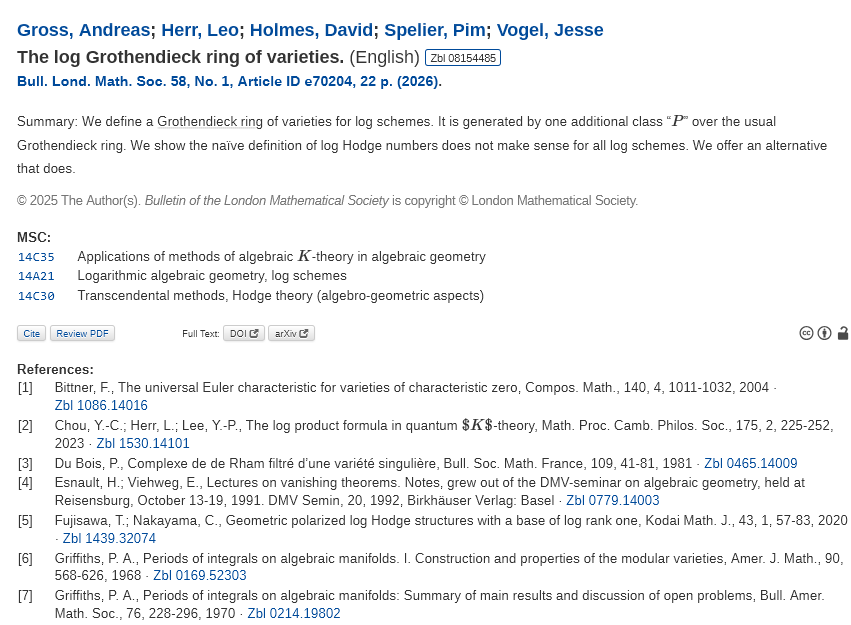 Gross, Andreas; Herr, Leo; Holmes, David; Spelier, Pim; Vogel, Jesse
The log Grothendieck ring of varieties. (English) Zbl 08154485
Bull. Lond. Math. Soc. 58, No. 1, Article ID e70204, 22 p. (2026).
Summary: We define a Grothendieck ring of varieties for log schemes. It is generated by one additional class “P” over the usual
Grothendieck ring. We show the naïve definition of log Hodge numbers does not make sense for all log schemes. We offer an alternative
that does.
© 2025 The Author(s). Bulletin of the London Mathematical Society is copyright © London Mathematical Society.
MSC:
14C35 Applications of methods of algebraic K-theory in algebraic geometry
14A21 Logarithmic algebraic geometry, log schemes
14C30 Transcendental methods, Hodge theory (algebro-geometric aspects)
Cite Review PDF Full Text: DOI arXiv
References:
[1] Bittner, F., The universal Euler characteristic for varieties of characteristic zero, Compos. Math., 140, 4, 1011-1032, 2004 ·
Zbl 1086.14016
[2] Chou, Y.-C.; Herr, L.; Lee, Y.-P., The log product formula in quantum $K$-theory, Math. Proc. Camb. Philos. Soc., 175, 2, 225-252,
2023 · Zbl 1530.14101
[3] Du Bois, P., Complexe de de Rham filtré d’une variété singulière, Bull. Soc. Math. France, 109, 41-81, 1981 · Zbl 0465.14009
[4] Esnault, H.; Viehweg, E., Lectures on vanishing theorems. Notes, grew out of the DMV-seminar on algebraic geometry, held at
Reisensburg, October 13-19, 1991. DMV Semin, 20, 1992, Birkhäuser Verlag: Basel · Zbl 0779.14003
[5] Fujisawa, T.; Nakayama, C., Geometric polarized log Hodge structures with a base of log rank one, Kodai Math. J., 43, 1, 57-83, 2020
· Zbl 1439.32074
[6] Griffiths, P. A., Periods of integrals on algebraic manifolds. I. Construction and properties of the modular varieties, Amer. J. Math., 90,
568-626, 1968 · Zbl 0169.52303
[7] Griffiths, P. A., Periods of integrals on algebraic manifolds: Summary of main results and discussion of open problems, Bull. Amer.
Math. Soc., 76, 228-296, 1970 · Zbl 0214.19802